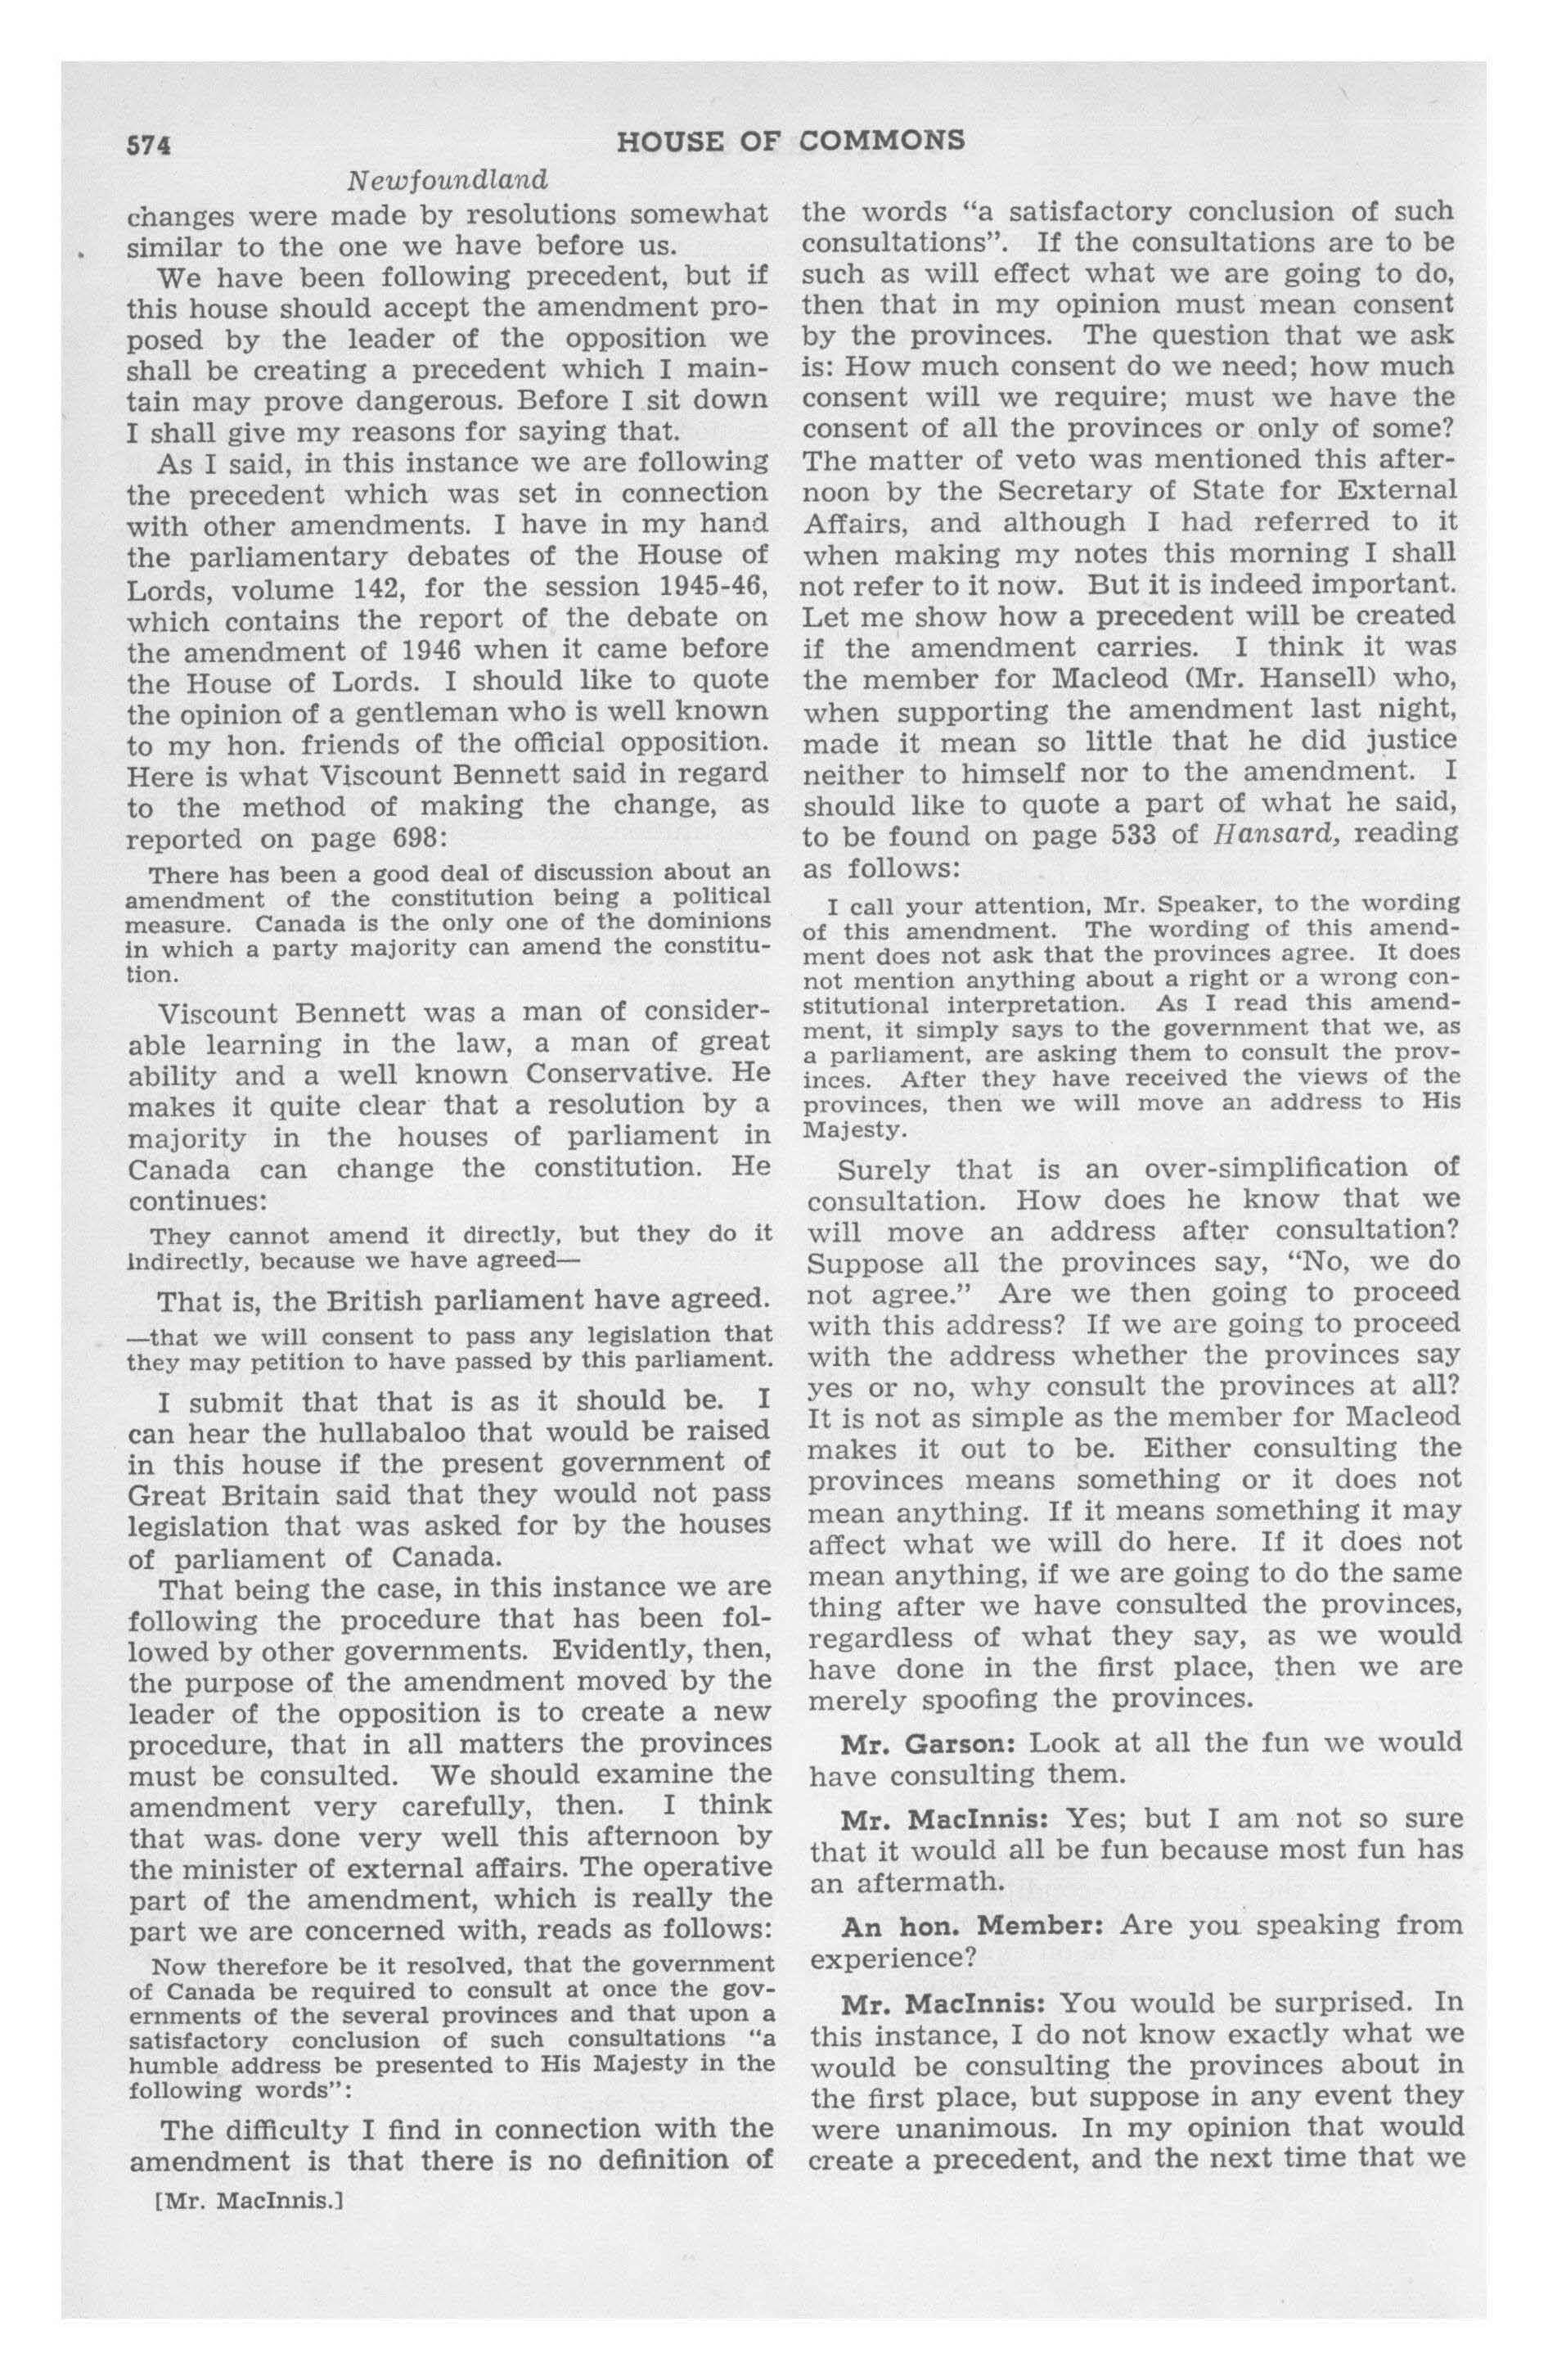 574
HOUSE OF COMMONS
Newfoundland
changes were made by resolutions somewhat
similar to the one we have before us.
We have been following precedent, but if
this house should accept the amendment pro-
posed by the leader of the opposition we
shall be creating a precedent which I main-
tain may prove dangerous. Before I sit down
I shall give my reasons for saying that.
As I said, in this instance we are following
the precedent which was set in connection
with other amendments. I have in my hand
the parliamentary debates of the House of
Lords, volume 142, for the session 1945-46,
which contains the report of the debate on
the amendment of 1946 when it came before
the House of Lords. I should like to quote
the opinion of a gentleman who is well known
to my hon. friends of the official opposition.
Here is what Viscount Bennett said in regard
to the method of making the change, as
reported on page 698:
There has been a good deal of discussion about an
amendment of the constitution being a political
measure. Canada is the only one of the dominions
in which a party majority can amend the constitu-
tion.
Viscount Bennett was a man of consider-
able learning in the law, a man of great
ability and a well known Conservative. He
makes it quite clear that a resolution by a
majority in the houses of parliament in
Canada can change the constitution. He
continues:
They cannot amend it directly, but they do it
indirectly, because we have agreed—
That is, the British parliament have agreed.
—that we will consent to pass any legislation that
they may petition to have passed by this parliament.
I submit that that is as it should be. I
can hear the hullabaloo that would be raised
in this house if the present government of
Great Britain said that they would not pass
legislation that was asked for by the houses
of parliament of Canada.
That being the case, in this instance we are
following the procedure that has been fol-
lowed by other governments. Evidently, then,
the purpose of the amendment moved by the
leader of the opposition is to create a new
procedure, that in all matters the provinces
must be consulted. We should examine the
amendment very carefully, then. I think
that was done very well this afternoon by
the minister of external affairs. The operative
part of the amendment, which is really the
part we are concerned with, reads as follows:
Now therefore be it resolved, that the government
of Canada be required to consult at once the gov-
ernments of the several provinces and that upon a
satisfactory conclusion of such consultations "a
humble address be presented to His Majesty in the
following words":
The difficulty I find in connection with the
amendment is that there is no definition of
[Mr. MacInnis.]
the words "a satisfactory conclusion of such
consultations". If the consultations are to be
such as will effect what we are going to do,
then that in my opinion must mean consent
by the provinces. The question that we ask
is: How much consent do we need; how much
consent will we require; must we have the
consent of all the provinces or only of some?
The matter of veto was mentioned this after-
noon by the Secretary of State for External
Affairs, and although I had referred to it
when making my notes this morning I shall
not refer to it now. But it is indeed important.
Let me show how a precedent will be created
if the amendment carries. I think it was
the member for Macleod (Mr. Hansell) who,
when supporting the amendment last night,
made it mean so little that he did justice
neither to himself nor to the amendment. I
should like to quote a part of what he said,
to be found on page 533 of Hansard, reading
as follows:
I call your attention, Mr. Speaker, to the wording
of this amendment. The wording of this amend-
ment does not ask that the provinces agree. It does
not mention anything about a right or a wrong con-
stitutional interpretation. As I read this amend-
ment, it simply says to the government that we, as
a parliament, are asking them to consult the prov-
inces. After they have received the views of the
provinces, then we will move an address to His
Majesty.
Surely that is an over-simplification of
consultation. How does he know that we
will move an address after consultation?
Suppose all the provinces say, "No, we do
not agree." Are we then going to proceed
with this address? If we are going to proceed
with the address whether the provinces say
yes or no, why consult the provinces at all?
It is not as simple as the member for Macleod
makes it out to be. Either consulting the
provinces means something or it does not
mean anything. If it means something it may
affect what we will do here. If it does not
mean anything, if we are going to do the same
thing after we have consulted the provinces,
regardless of what they say, as we would
have done in the first place, then we are
merely spoofing the provinces.
Mr. Garson: Look at all the fun we would
have consulting them.
Mr. MacInnis: Yes; but I am not so sure
that it would all be fun because most fun has
an aftermath.
An hon. Member: Are you speaking from
experience?
Mr. MacInnis: You would be surprised. In
this instance, I do not know exactly what we
would be consulting the provinces about in
the first place, but suppose in any event they
were unanimous. In my opinion that would
create a precedent, and the next time that we